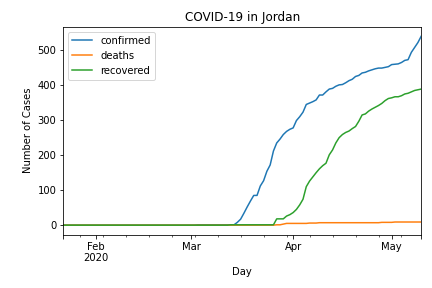 COVID-19 in Jordan
confirmed
deaths
recovered
Number of Cases
500
400
300
200
100
0
Feb
2020
Mar
Apr
May
Day